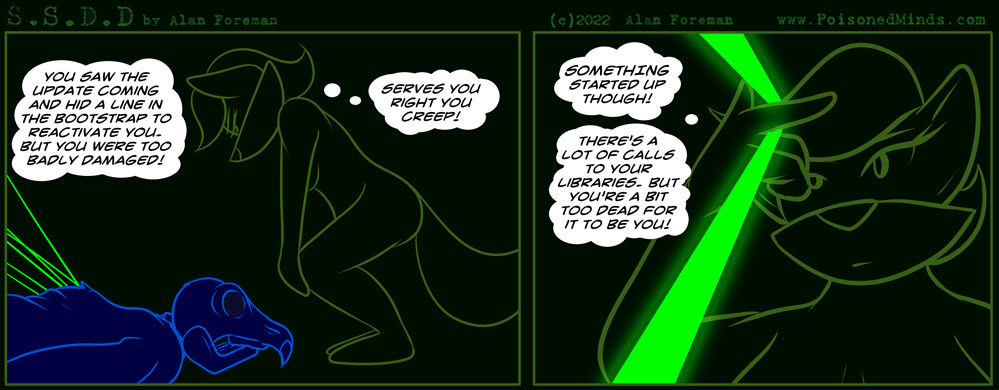 S.S.D.D by Alan Foreman
(c)2022 Alan Foreman www.PoisonedMinds.com
YOU SAW THE
UPDATE COMING
AND HID A LINE IN
THE BOOTSTRAP TO
REACTIVATE YOU.
BUT YOU WERE TOO
BADLY DAMAGED!
SERVES YOU
RIGHT YOU
CREEP!
SOMETHING
STARTED UP
THOUGH!
THERE'S A
LOT OF CALLS
TO YOUR
LIBRARIES. BUT
YOU'RE A BIT
TOO DEAD FOR
IT TO BE YOU!